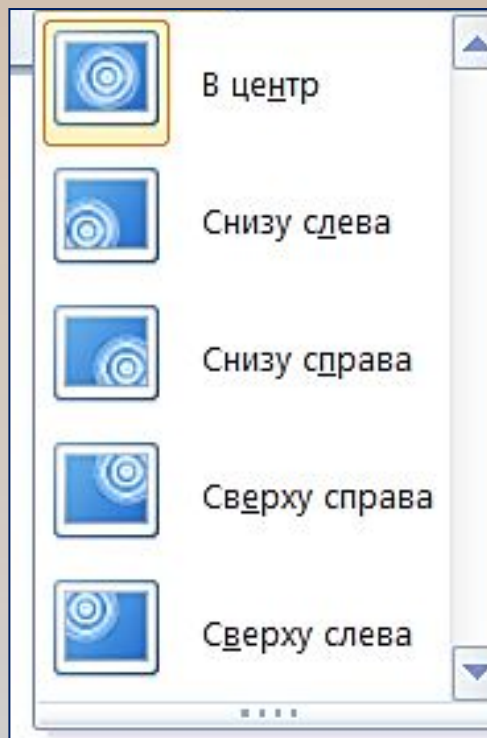 В центр
Снизу слева
Снизу справа
Сверху справа
Сверху слева